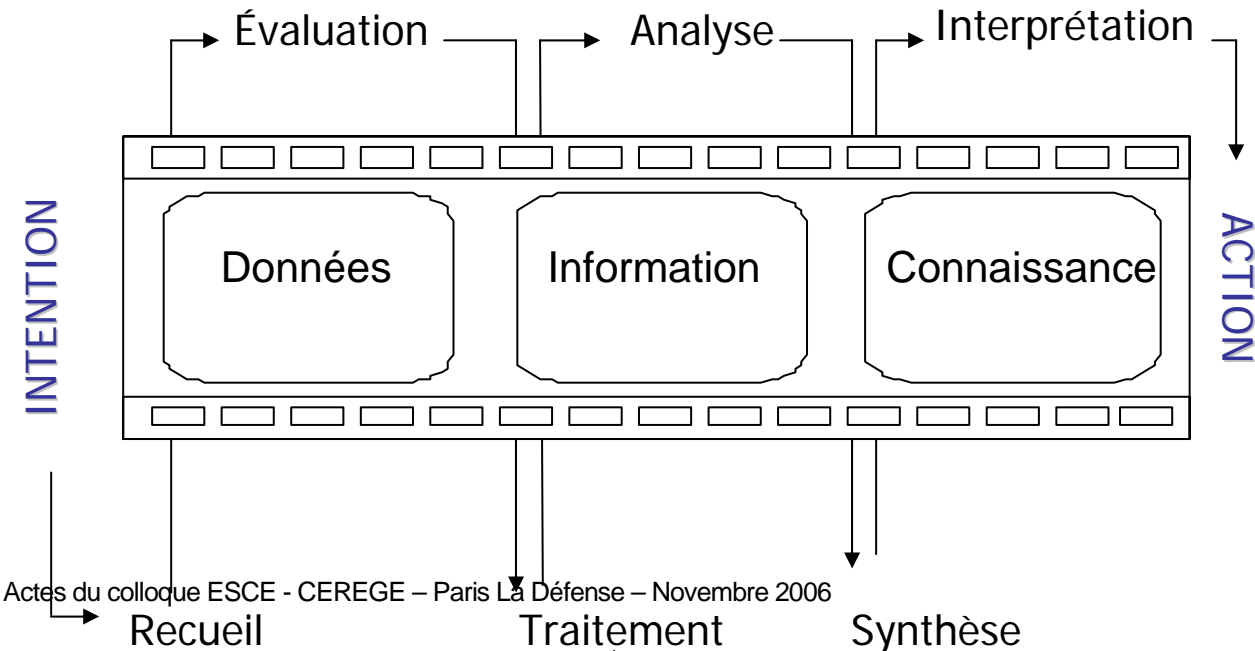 Évaluation Analyse Interprétation
INTENTION
Données Information Connaissance
ACTION
Actes du colloque ESCE - CEREGE – Paris La Défense – Novembre 2006
Recueil Traitement Synthèse